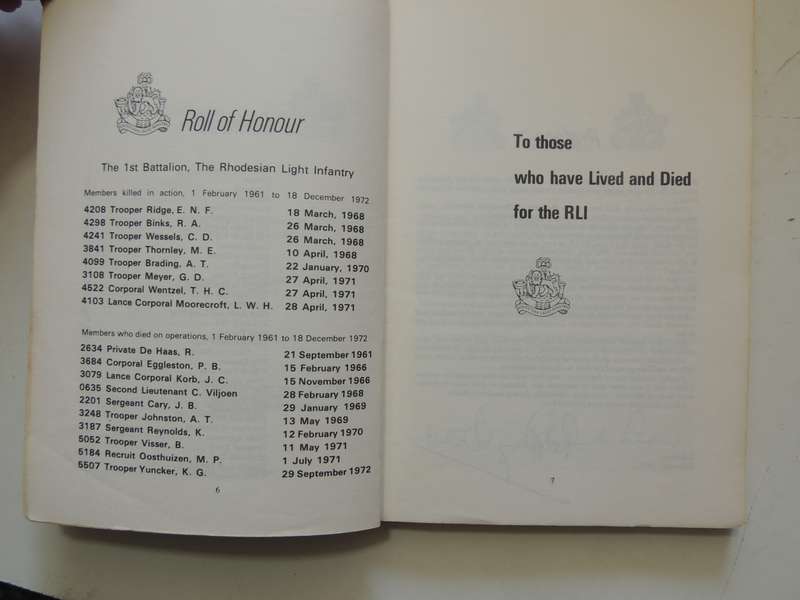 Roll of Honour
The 1st Battalion, The Rhodesian Light Infantry
Members killed in action, 1 February 1961 to 18 December 1972
4208 Trooper Ridge, E. N. F. 18 March, 1968
4298 Trooper Binks, R. A. 26 March, 1968
4241 Trooper Wessels, C. D. 26 March, 1968
3841 Trooper Thornley, M. E. 10 April, 1968
4099 Trooper Brading, A. T. 22 January, 1970
3108 Trooper Meyer, G. D. 27 April, 1971
4522 Corporal Wentzel, T. H. C. 27 April, 1971
4103 Lance Corporal Moorecroft, L. W. H. 28 April, 1971
Members who died on operations, 1 February 1961 to 18 December 1972
2634 Private De Haas, R. 21 September 1961
3684 Corporal Eggleston, P. B. 15 February 1966
3079 Lance Corporal Korb, J. C. 15 November 1966
0635 Second Lieutenant C. Viljoen 28 February 1968
2201 Sergeant Cary, J. B. 29 January 1969
3248 Trooper Johnston, A. T. 13 May 1969
3187 Sergeant Reynolds, K. 12 February 1970
5052 Trooper Visser, B. 11 May 1971
5184 Recruit Oosthuizen, M. P. 1 July 1971
5507 Trooper Yuncker, K. G. 29 September 1972
6
To those
who have Lived and Died
for the RLI
7